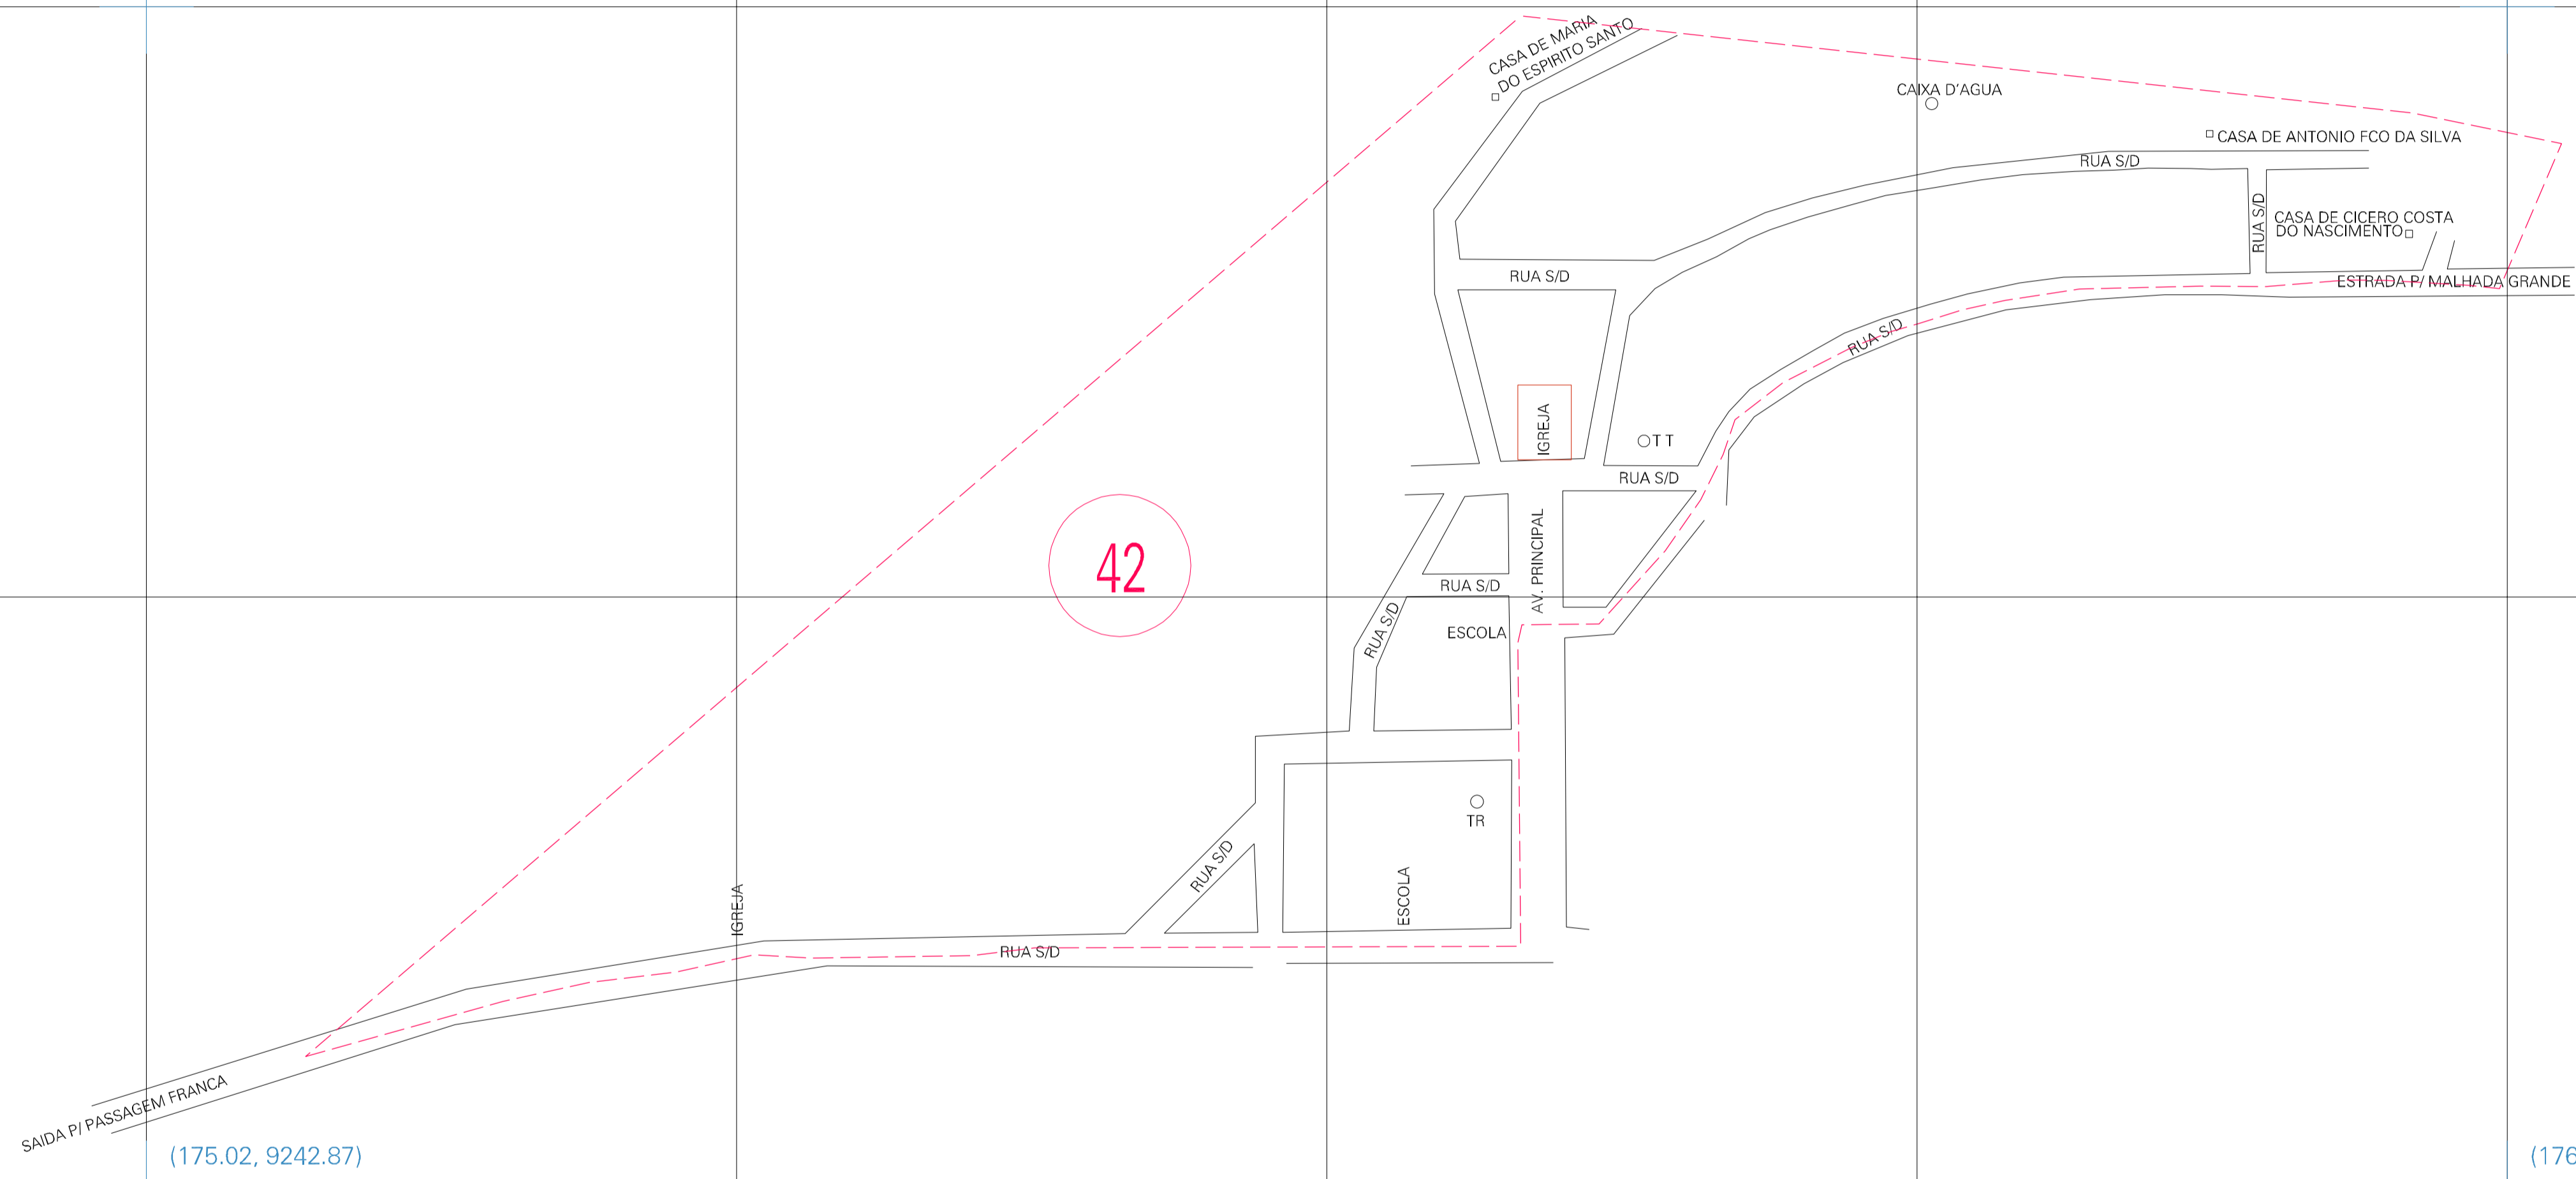 CASA DE MARIA
DO ESPIRITO SANTO
CAIXA D'AGUA
CASA DE ANTONIO FCO DA SILVA
RUA S/D
RUA S/D
CASA DE CICERO COSTA
DO NASCIMENTO
RUA S/D
ESTRADA P/ MALHADA GRANDE
RUA S/D
IGREJA
T T
RUA S/D
42
AV. PRINCIPAL
RUA S/D
RUA S/D
ESCOLA
TR
RUA S/D
ESCOLA
IGREJA
RUA S/D
SAIDA P/ PASSAGEM FRANCA
(175.02, 9242.87)
(176